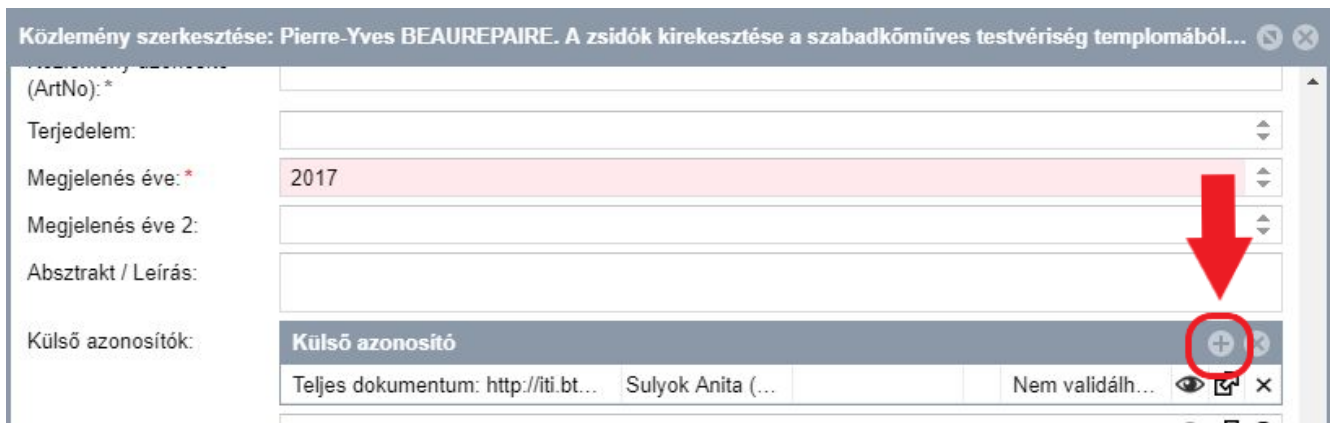 Közlemény szerkesztése: Pierre-Yves BEAUREPAIRE. A zsidók kirekesztése a szabadkőműves testvériség templomából...
(ArtNo):*
Terjedelem:
Megjelenés éve:* 2017
Megjelenés éve 2:
Absztrakt / Leírás:
Külső azonosítók: Külső azonosító
Teljes dokumentum: http://iti.bt... Sulyok Anita (... Nem validálh...